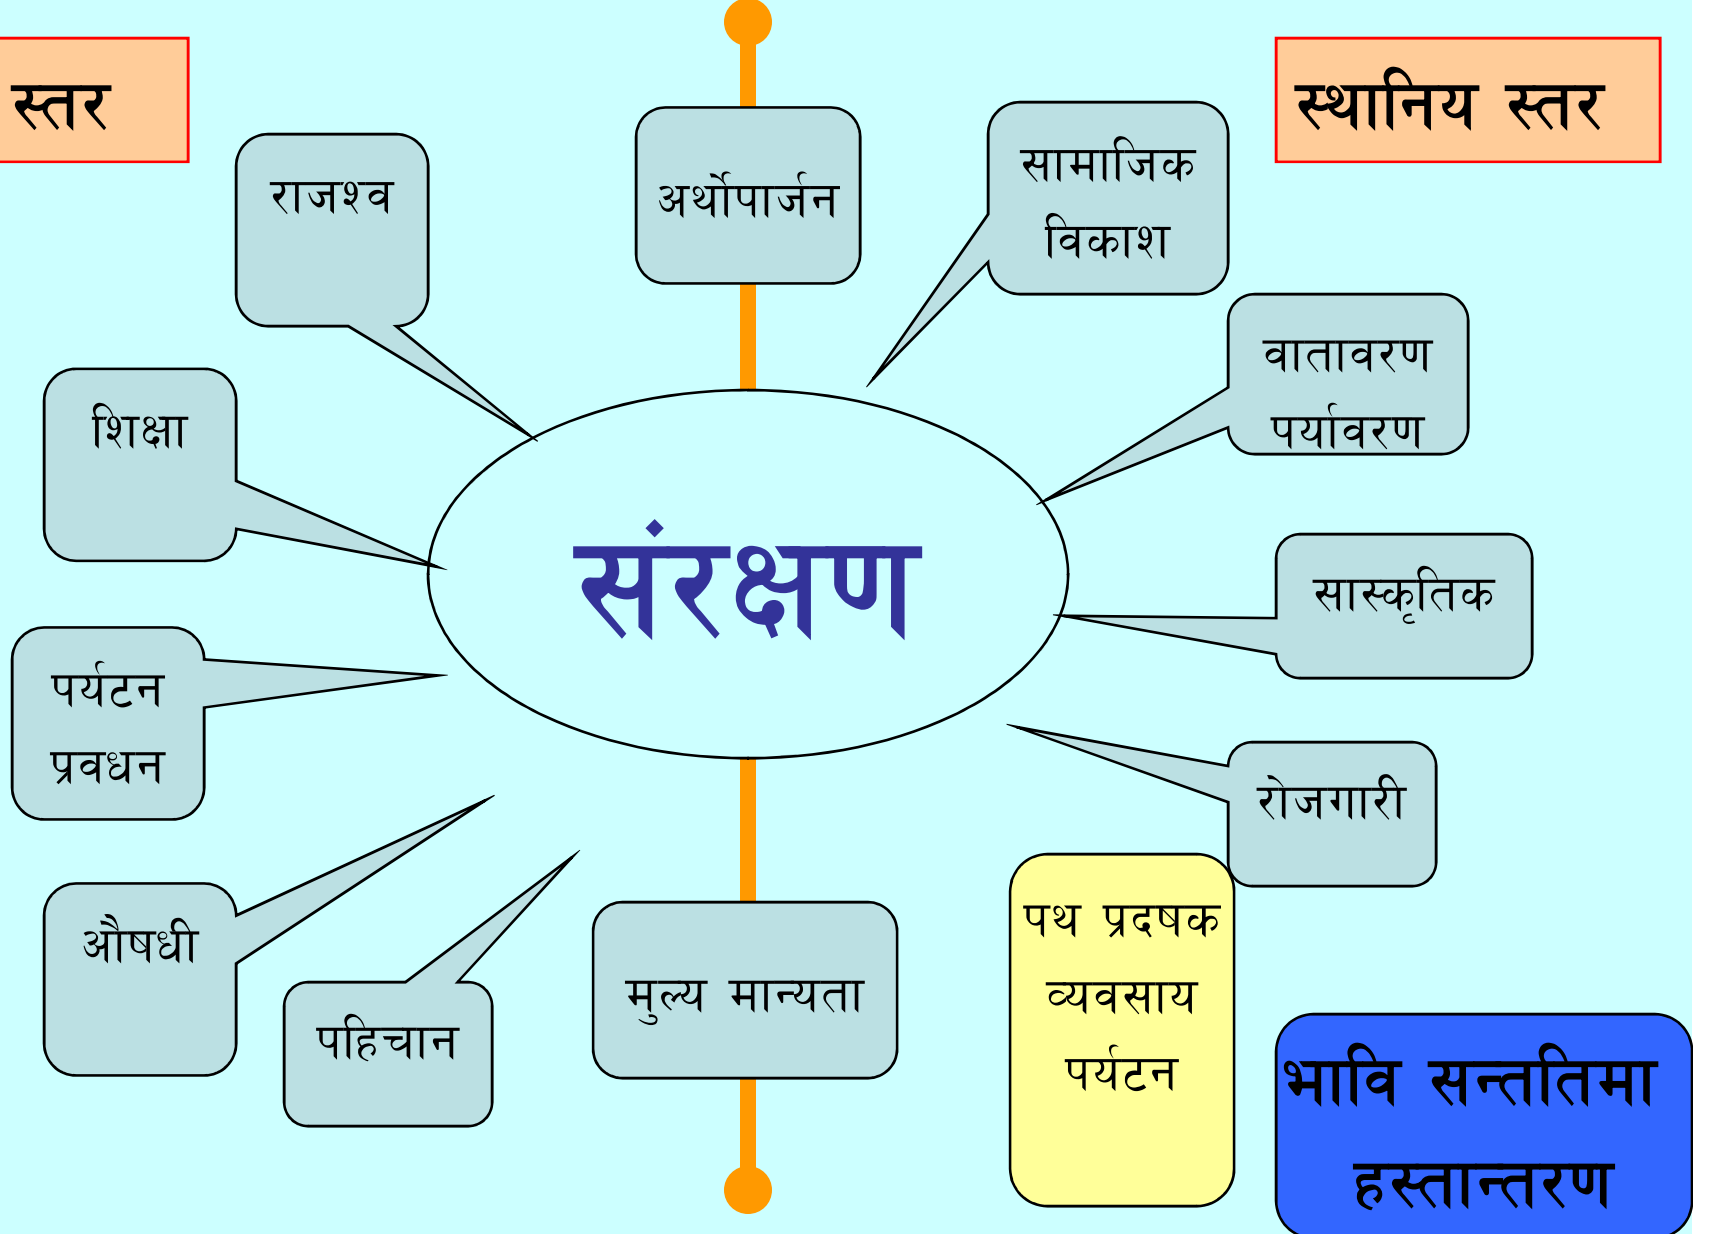 स्तर
स्थानिय स्तर
राजश्व
अर्थोपार्जन
सामाजिक
विकाश
वातावरण
पर्यावरण
शिक्षा
संरक्षण
सास्कृतिक
पर्यटन
प्रवधन
रोजगारी
औषधी
पहिचान
मुल्य मान्यता
पथ प्रदषक
व्यवसाय
पर्यटन
भावि सन्ततिमा
हस्तान्तरण